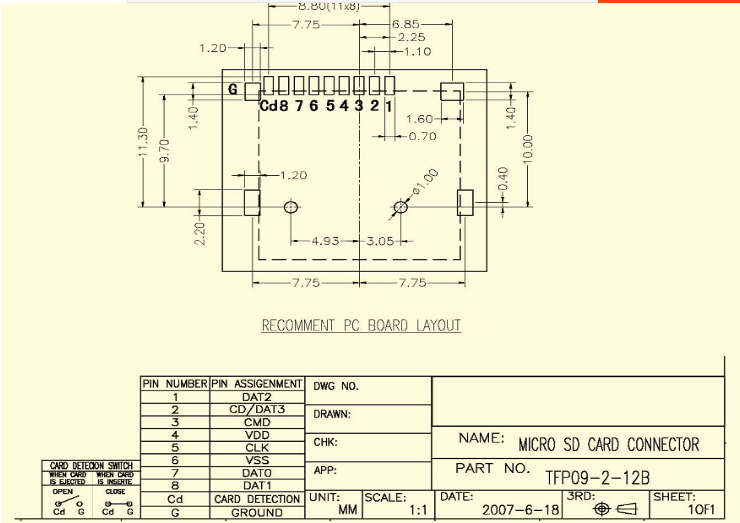 8.80(11x8)
7.75 6.85
2.25
1.20 1.10
G
Cd 8 7 6 5 4 3 2 1
1.40 1.60 1.40
0.70
11.30 9.70 10.00
1.20 ø1.00 0.40
2.20
4.93 3.05
7.75 7.75
RECOMMENT PC BOARD LAYOUT
PIN NUMBER PIN ASSIGENMENT DWG NO.
1 DAT2
2 CD/DAT3 DRAWN:
3 CMD
4 VDD CHK: NAME: MICRO SD CARD CONNECTOR
5 CLK
6 VSS
7 DAT0 APP: PART NO. TFP09-2-12B
8 DAT1
Cd CARD DETECTION UNIT: SCALE: DATE: 3RD: SHEET:
G GROUND MM 1:1 2007-6-18 1OF1
CARD DETECION SWITCH
WHEN CARD WHEN CARD
IS EJECTED IS INSERTE
OPEN CLOSE
Cd G Cd G